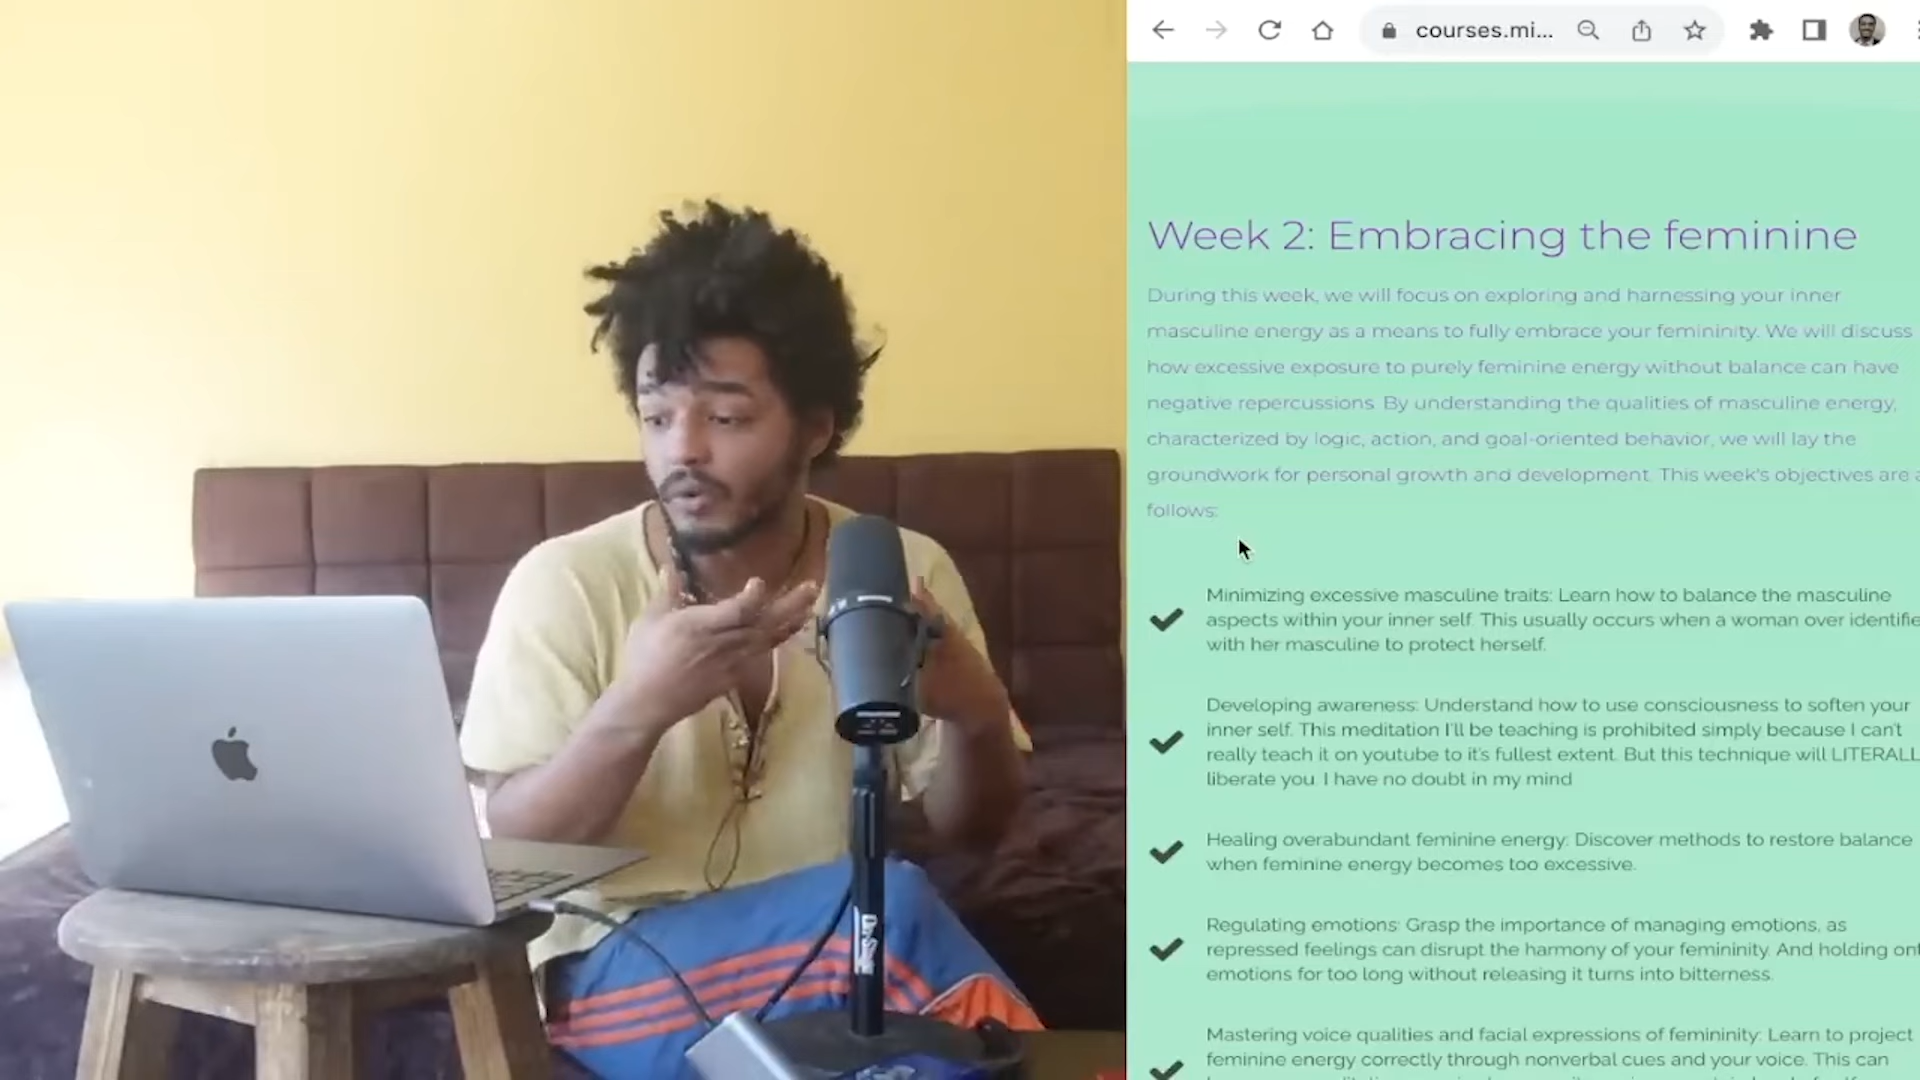 courses.mi...
Week 2: Embracing the feminine
During this week, we will focus on exploring and harnessing your inner
masculine energy as a means to fully embrace your femininity. We will discuss
how excessive exposure to purely feminine energy without balance can have
negative repercussions. By understanding the qualities of masculine energy,
characterized by logic, action, and goal-oriented behavior, we will lay the
groundwork for personal growth and development. This week's objectives are
follows:
Minimizing excessive masculine traits: Learn how to balance the masculine
aspects within your inner self. This usually occurs when a woman over identifie
with her masculine to protect herself.
Developing awareness: Understand how to use consciousness to soften your
inner self. This meditation I'll be teaching is prohibited simply because I can't
really teach it on youtube to it's fullest extent. But this technique will LITERALL
liberate you. I have no doubt in my mind
Healing overabundant feminine energy: Discover methods to restore balance
when feminine energy becomes too excessive.
Regulating emotions: Grasp the importance of managing emotions, as
repressed feelings can disrupt the harmony of your femininity. And holding ont
emotions for too long without releasing it turns into bitterness.
Mastering voice qualities and facial expressions of femininity: Learn to project
feminine energy correctly through nonverbal cues and your voice. This can